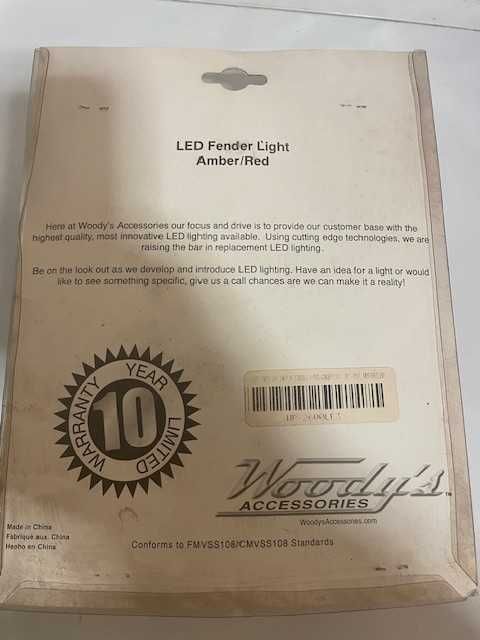 LED Fender Light
Amber/Red
Here at Woody's Accessories our focus and drive is to provide our customer base with the
highest quality, most innovative LED lighting available. Using cutting edge technologies, we are
raising the bar in replacement LED lighting.
Be on the look out as we develop and introduce LED lighting. Have an idea for a light or would
like to see something specific, give us a call chances are we can make it a reality!
10 YEAR LIMITED WARRANTY
Woody's™
ACCESSORIES
WoodysAccessories.com
Made in China
Fabriqué aux. China
Hecho en China
Conforms to FMVSS108/CMVSS108 Standards